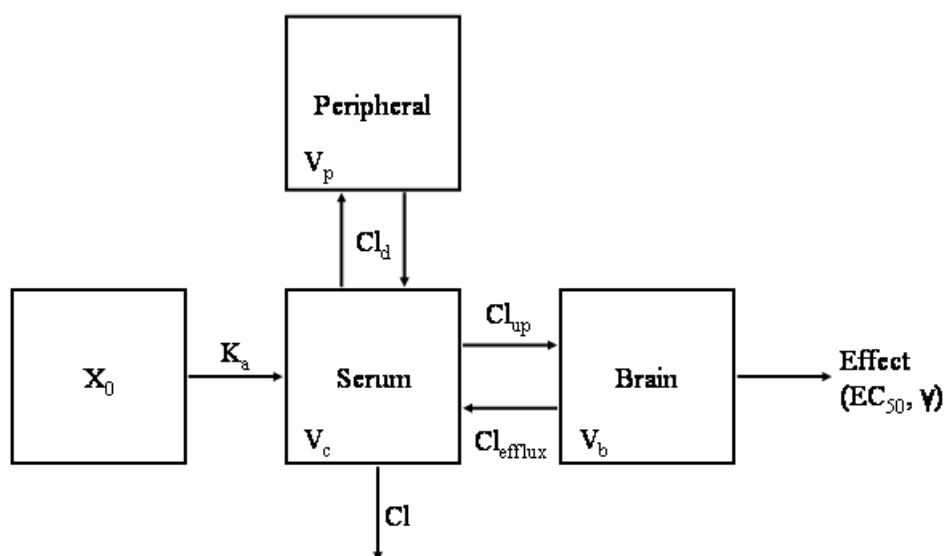 Peripheral
Vp
Cld
X0
Ka
Serum
Vc
Clup
Clefflux
Brain
Vb
Effect
(EC50, γ)
Cl